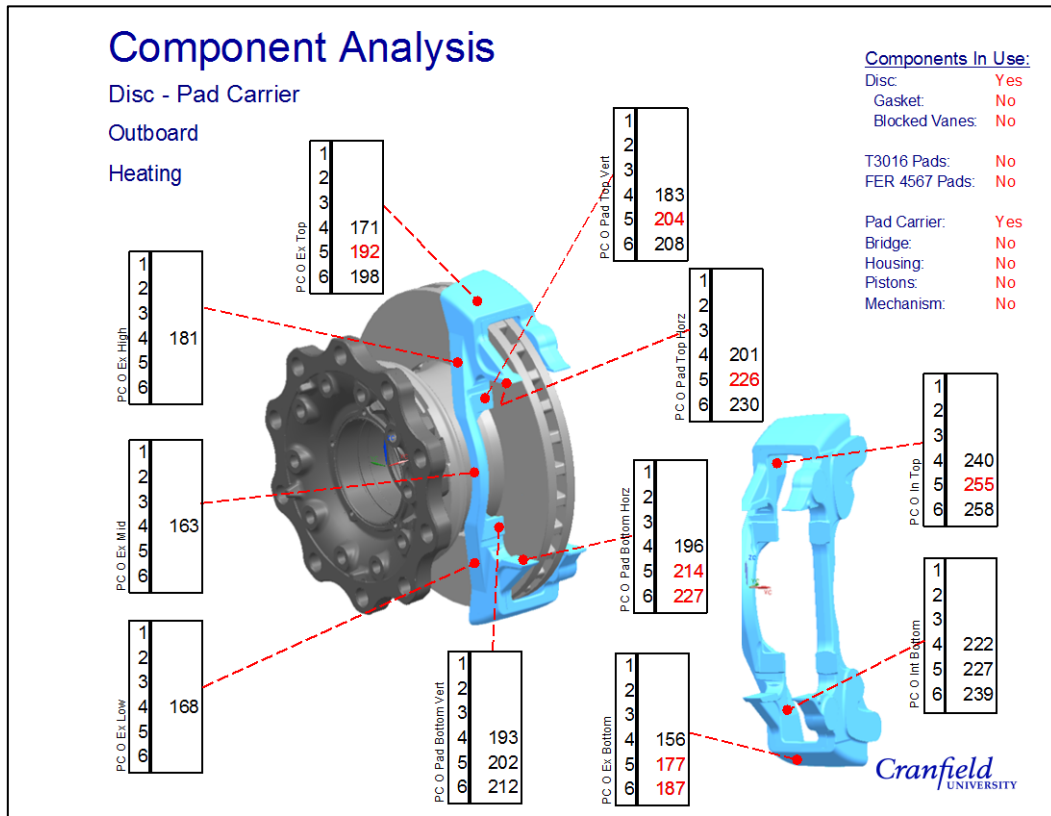 Component Analysis
Disc - Pad Carrier
Outboard
Heating
Components In Use:
Disc: Yes
Gasket: No
Blocked Vanes: No
T3016 Pads: No
FER 4567 Pads: No
Pad Carrier: Yes
Bridge: No
Housing: No
Pistons: No
Mechanism: No
PC O Ex Top
1
2
3
4 171
5 192
6 198
PC O Pad Top Vert
1
2
3
4 183
5 204
6 208
PC O Ex High
1
2
3
4 181
5
6
PC O Pad Top Horz
1
2
3
4 201
5 226
6 230
PC O In Top
1
2
3
4 240
5 255
6 258
PC O Ex Mid
1
2
3
4 163
5
6
PC O Pad Bottom Horz
1
2
3
4 196
5 214
6 227
PC O Int Bottom
1
2
3
4 222
5 227
6 239
PC O Ex Low
1
2
3
4 168
5
6
PC O Pad Bottom Vert
1
2
3
4 193
5 202
6 212
PC O Ex Bottom
1
2
3
4 156
5 177
6 187
Cranfield
UNIVERSITY